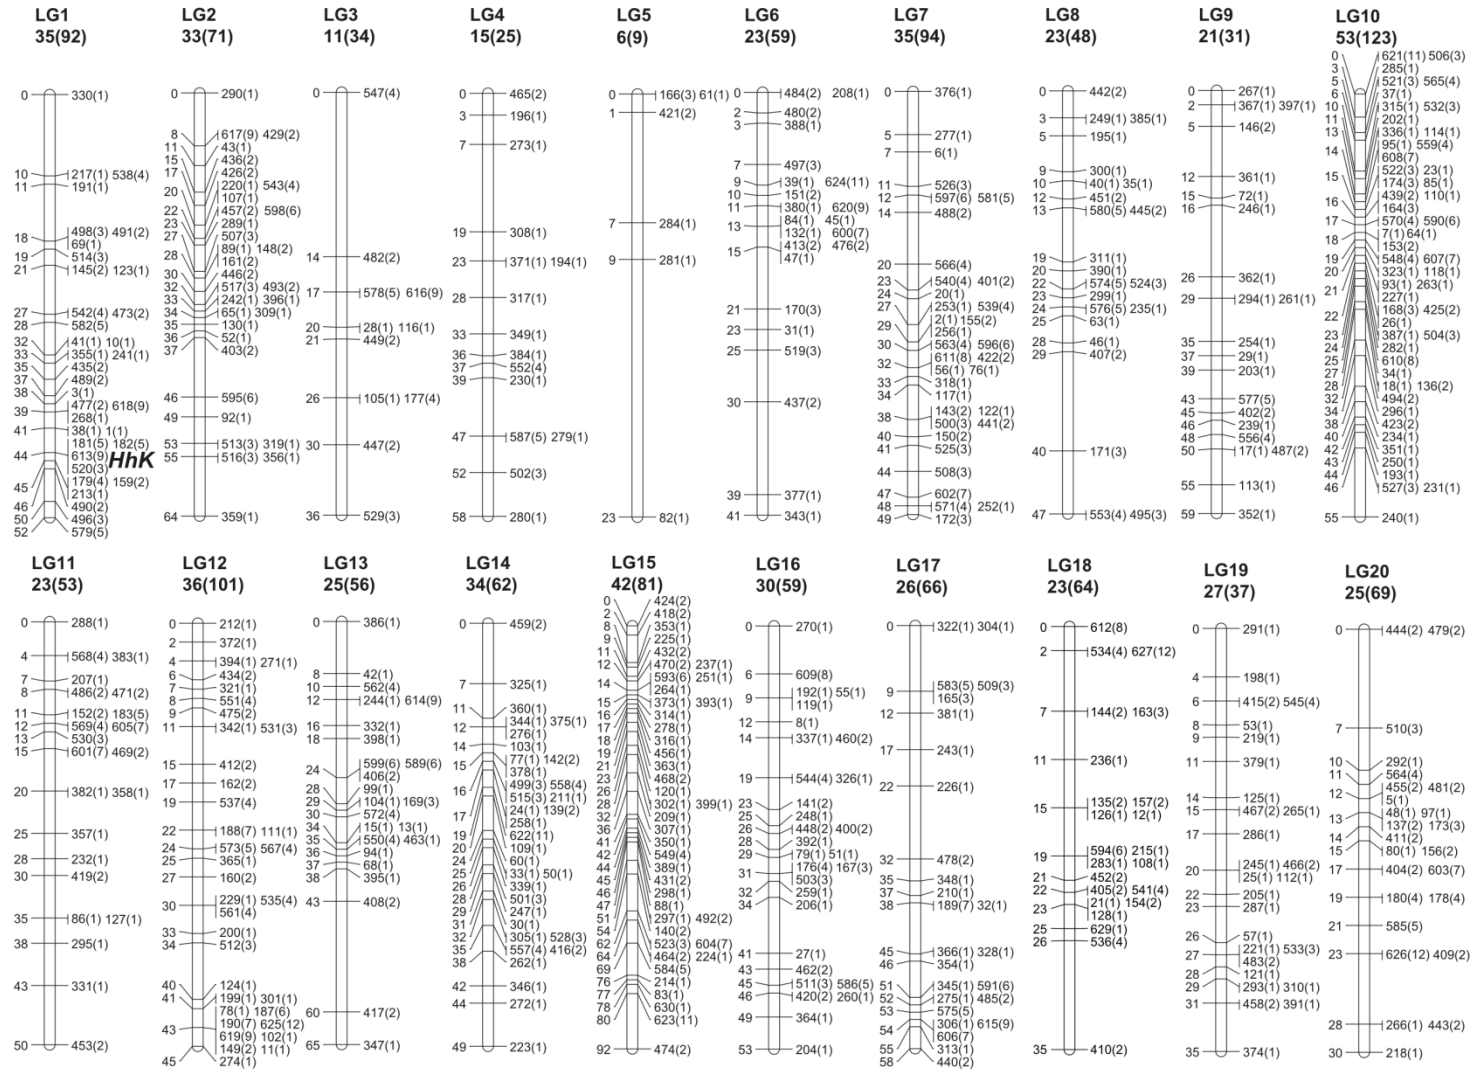 LG1
35(92)
0 330(1)
10 217(1) 538(4)
11 191(1)
498(3) 491(2)
18 69(1)
19 514(3)
21 145(2) 123(1)
27 542(4) 473(2)
28 582(5)
32 41(1) 10(1)
33 355(1) 241(1)
35 435(2)
37 489(2)
38 3(1)
39 477(2) 618(9)
268(1)
41 38(1) 1(1)
181(5) 182(5)
44 613(9) HhK
520(3)
45 179(4) 159(2)
213(1)
46 490(2)
50 496(3)
52 579(5)
LG2
33(71)
0 290(1)
8 617(9) 429(2)
11 43(1)
15 436(2)
17 426(2)
220(1) 543(4)
20 107(1)
22 457(2) 598(6)
23 289(1)
27 507(3)
89(1) 148(2)
28 161(2)
30 446(2)
32 517(3) 493(2)
33 242(1) 396(1)
34 65(1) 309(1)
35 130(1)
36 52(1)
37 403(2)
46 595(6)
49 92(1)
53 513(3) 319(1)
55 516(3) 356(1)
64 359(1)
LG3
11(34)
0 547(4)
14 482(2)
17 578(5) 616(9)
20 28(1) 116(1)
21 449(2)
26 105(1) 177(4)
30 447(2)
36 529(3)
LG4
15(25)
0 465(2)
3 196(1)
7 273(1)
19 308(1)
23 371(1) 194(1)
28 317(1)
33 349(1)
36 384(1)
37 552(4)
39 230(1)
47 587(5) 279(1)
52 502(3)
58 280(1)
LG5
6(9)
0 166(3) 61(1)
1 421(2)
7 284(1)
9 281(1)
23 82(1)
LG6
23(59)
0 484(2) 208(1)
2 480(2)
3 388(1)
7 497(3)
9 39(1) 624(11)
10 151(2)
11 380(1) 620(9)
84(1) 45(1)
13 132(1) 600(7)
413(2) 476(2)
15 47(1)
21 170(3)
23 31(1)
25 519(3)
30 437(2)
39 377(1)
41 343(1)
LG7
35(94)
0 376(1)
5 277(1)
7 6(1)
11 526(3)
12 597(6) 581(5)
14 488(2)
20 566(4)
23 540(4) 401(2)
24 20(1)
27 253(1) 539(4)
2(1) 155(2)
29 256(1)
30 563(4) 596(6)
611(8) 422(2)
32 56(1) 76(1)
33 318(1)
34 117(1)
143(2) 122(1)
38 500(3) 441(2)
40 150(2)
41 525(3)
44 508(3)
47 602(7)
48 571(4) 252(1)
49 172(3)
LG8
23(48)
0 442(2)
3 249(1) 385(1)
5 195(1)
9 300(1)
10 40(1) 35(1)
12 451(2)
13 580(5) 445(2)
19 311(1)
20 390(1)
22 574(5) 524(3)
23 299(1)
24 576(5) 235(1)
25 63(1)
28 46(1)
29 407(2)
40 171(3)
47 553(4) 495(3)
LG9
21(31)
0 267(1)
2 367(1) 397(1)
5 146(2)
12 361(1)
15 72(1)
16 246(1)
26 362(1)
29 294(1) 261(1)
35 254(1)
37 29(1)
39 203(1)
43 577(5)
45 402(2)
46 239(1)
48 556(4)
50 17(1) 487(2)
55 113(1)
59 352(1)
LG10
53(123)
0 621(11) 506(3)
3 285(1)
5 521(3) 565(4)
6 37(1)
10 315(1) 532(3)
11 202(1)
13 336(1) 114(1)
95(1) 559(4)
14 608(7)
522(3) 23(1)
15 174(3) 85(1)
439(2) 110(1)
16 164(3)
17 570(4) 590(6)
18 7(1) 64(1)
153(2)
19 548(4) 607(7)
20 323(1) 118(1)
21 93(1) 263(1)
227(1)
22 168(3) 425(2)
26(1)
23 387(1) 504(3)
24 282(1)
25 610(8)
27 34(1)
28 18(1) 136(2)
32 494(2)
34 296(1)
38 423(2)
40 234(1)
42 351(1)
43 250(1)
44 193(1)
46 527(3) 231(1)
55 240(1)
LG11
23(53)
0 288(1)
4 568(4) 383(1)
7 207(1)
8 486(2) 471(2)
11 152(2) 183(5)
12 569(4) 605(7)
13 530(3)
15 601(7) 469(2)
20 382(1) 358(1)
25 357(1)
28 232(1)
30 419(2)
35 86(1) 127(1)
38 295(1)
43 331(1)
50 453(2)
LG12
36(101)
0 212(1)
2 372(1)
4 394(1) 271(1)
6 434(2)
7 321(1)
8 551(4)
9 475(2)
11 342(1) 531(3)
15 412(2)
17 162(2)
19 537(4)
22 188(7) 111(1)
24 573(5) 567(4)
25 365(1)
27 160(2)
229(1) 535(4)
30 561(4)
33 200(1)
34 512(3)
40 124(1)
41 199(1) 301(1)
78(1) 187(6)
43 190(7) 625(12)
619(9) 102(1)
149(2) 11(1)
45 274(1)
LG13
25(56)
0 386(1)
8 42(1)
10 562(4)
12 244(1) 614(9)
16 332(1)
18 398(1)
599(6) 589(6)
24 406(2)
28 99(1)
29 104(1) 169(3)
30 572(4)
34 15(1) 13(1)
35 550(4) 463(1)
36 94(1)
37 68(1)
38 395(1)
43 408(2)
60 417(2)
65 347(1)
LG14
34(62)
0 459(2)
7 325(1)
11 360(1)
344(1) 375(1)
12 276(1)
14 103(1)
15 77(1) 142(2)
378(1)
16 499(3) 558(4)
515(3) 211(1)
17 24(1) 139(2)
258(1)
19 622(11)
20 109(1)
24 60(1)
25 33(1) 50(1)
26 339(1)
28 501(3)
29 247(1)
31 30(1)
32 305(1) 528(3)
35 557(4) 416(2)
38 262(1)
42 346(1)
44 272(1)
49 223(1)
LG15
42(81)
0 424(2)
2 418(2)
8 353(1)
9 225(1)
11 432(2)
12 470(2) 237(1)
593(6) 251(1)
14 264(1)
15 373(1) 393(1)
16 314(1)
17 278(1)
18 316(1)
19 456(1)
21 363(1)
23 468(2)
26 120(1)
28 302(1) 399(1)
32 209(1)
36 307(1)
41 350(1)
42 549(4)
44 389(1)
45 431(2)
46 298(1)
47 88(1)
51 297(1) 492(2)
54 140(2)
62 523(3) 604(7)
64 464(2) 224(1)
69 584(5)
76 214(1)
77 83(1)
78 630(1)
80 623(11)
92 474(2)
LG16
30(59)
0 270(1)
6 609(8)
9 192(1) 55(1)
119(1)
12 8(1)
14 337(1) 460(2)
19 544(4) 326(1)
23 141(2)
25 248(1)
26 448(2) 400(2)
28 392(1)
29 79(1) 51(1)
31 176(4) 167(3)
503(3)
32 259(1)
34 206(1)
41 27(1)
43 462(2)
45 511(3) 586(5)
46 420(2) 260(1)
49 364(1)
53 204(1)
LG17
26(66)
0 322(1) 304(1)
9 583(5) 509(3)
165(3)
12 381(1)
17 243(1)
22 226(1)
32 478(2)
35 348(1)
37 210(1)
38 189(7) 32(1)
45 366(1) 328(1)
46 354(1)
51 345(1) 591(6)
52 275(1) 485(2)
53 575(5)
54 306(1) 615(9)
606(7)
55 313(1)
58 440(2)
LG18
23(64)
0 612(8)
2 534(4) 627(12)
7 144(2) 163(3)
11 236(1)
15 135(2) 157(2)
126(1) 12(1)
19 594(6) 215(1)
283(1) 108(1)
21 452(2)
22 405(2) 541(4)
23 21(1) 154(2)
128(1)
25 629(1)
26 536(4)
35 410(2)
LG19
27(37)
0 291(1)
4 198(1)
6 415(2) 545(4)
8 53(1)
9 219(1)
11 379(1)
14 125(1)
15 467(2) 265(1)
17 286(1)
20 245(1) 466(2)
25(1) 112(1)
22 205(1)
23 287(1)
26 57(1)
27 221(1) 533(3)
483(2)
28 121(1)
29 293(1) 310(1)
31 458(2) 391(1)
35 374(1)
LG20
25(69)
0 444(2) 479(2)
7 510(3)
10 292(1)
11 564(4)
12 455(2) 481(2)
5(1)
13 48(1) 97(1)
137(2) 173(3)
14 411(2)
15 80(1) 156(2)
17 404(2) 603(7)
19 180(4) 178(4)
21 585(5)
23 626(12) 409(2)
28 266(1) 443(2)
30 218(1)